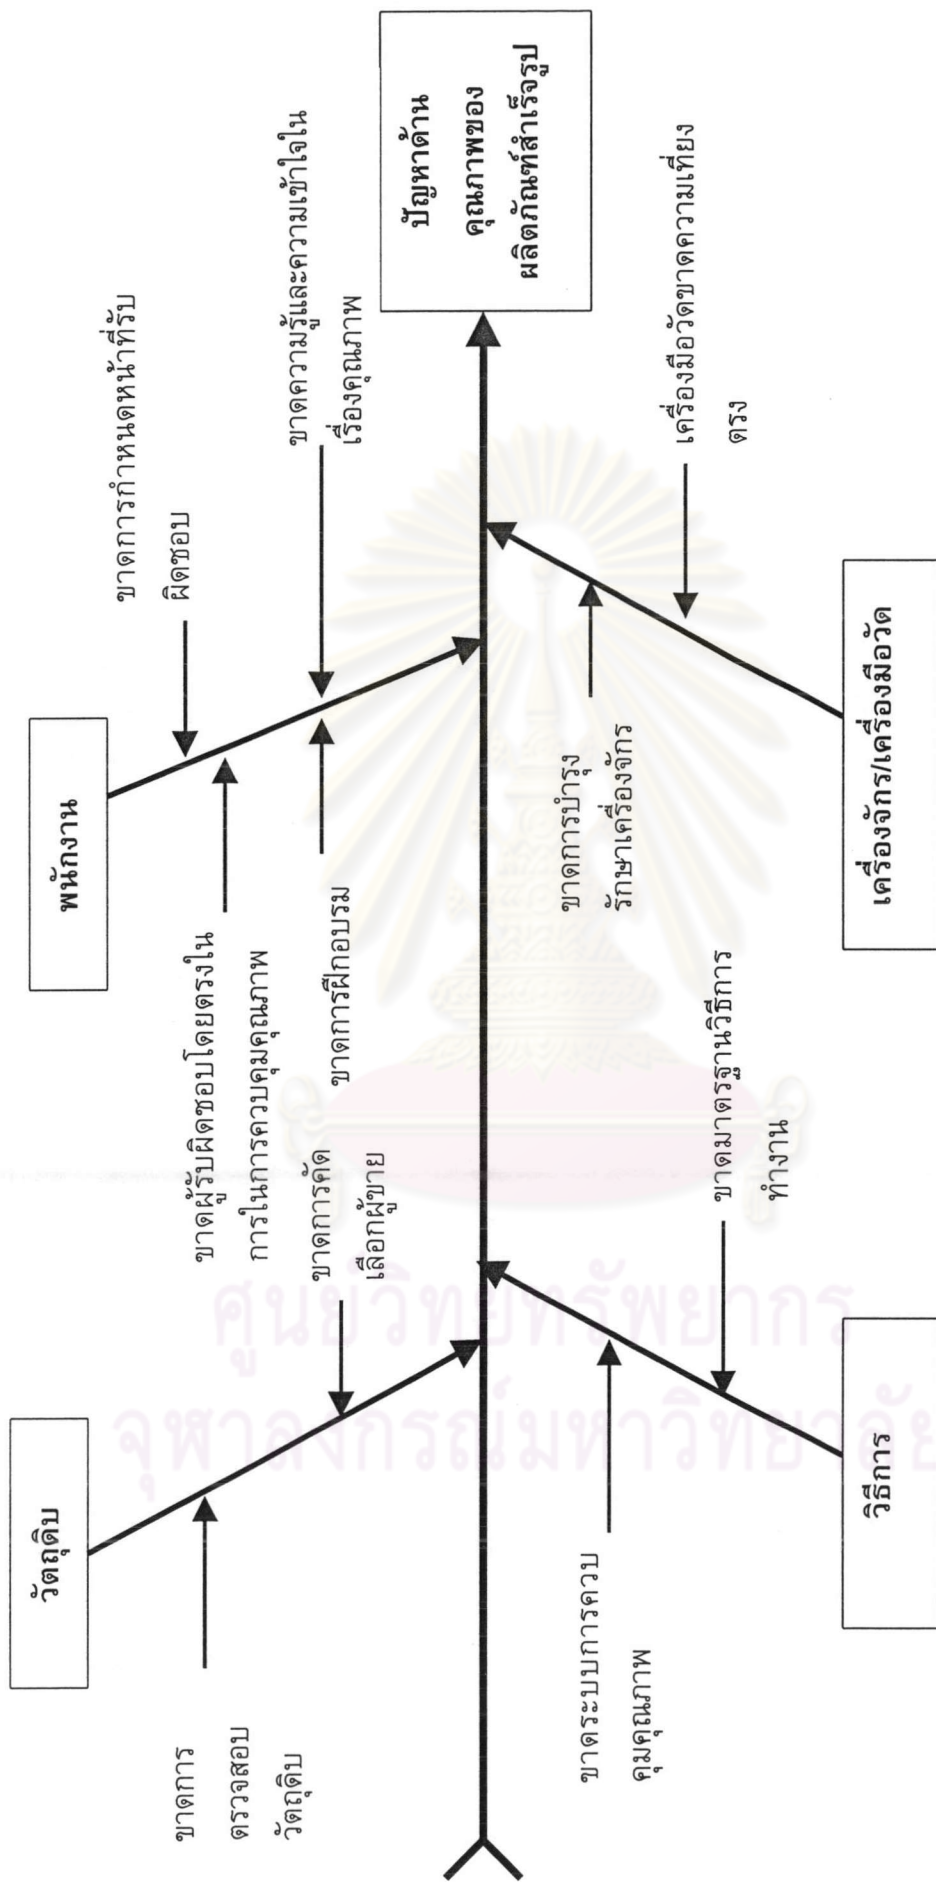 วัตถุดิบ
ขาดการ
ตรวจสอบ
วัตถุดิบ
ขาดการคัด
เลือกผู้ขาย
พนักงาน
ขาดการกำหนดหน้าที่รับ
ผิดชอบ
ขาดผู้รับผิดชอบโดยตรงใน
การในการควบคุมคุณภาพ
ขาดความรู้และความเข้าใจใน
เรื่องคุณภาพ
ขาดการฝึกอบรม
ปัญหาด้าน
คุณภาพของ
ผลิตภัณฑ์สำเร็จรูป
ขาดระบบการควบ
คุมคุณภาพ
ขาดมาตรฐานวิธีการ
ทำงาน
วิธีการ
ขาดการบำรุง
รักษาเครื่องจักร
เครื่องมือวัดขาดความเที่ยง
ตรง
เครื่องจักร/เครื่องมือวัด
ศูนย์วิทยทรัพยากร
จุฬาลงกรณ์มหาวิทยาลัย